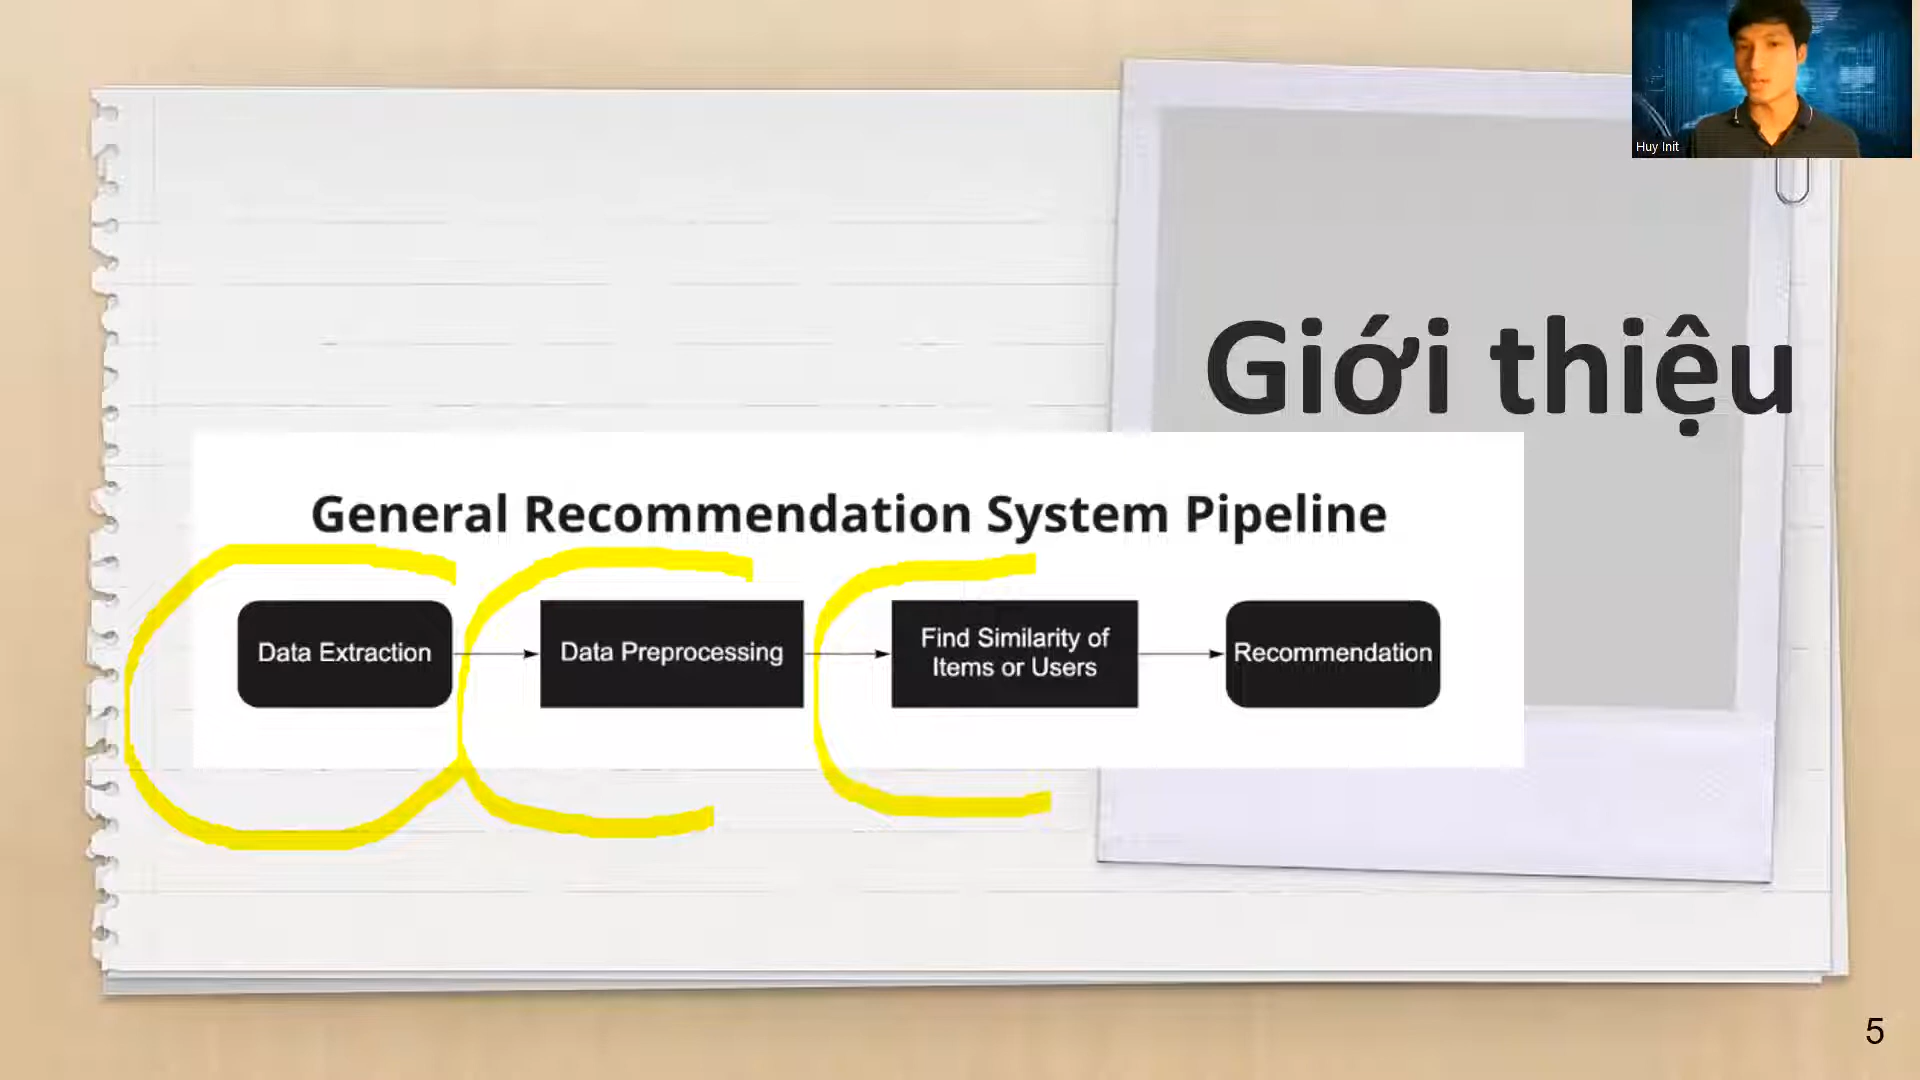 Huy Init
Giới thiệu
General Recommendation System Pipeline
Data Extraction
Data Preprocessing
Find Similarity of
Items or Users
Recommendation
5